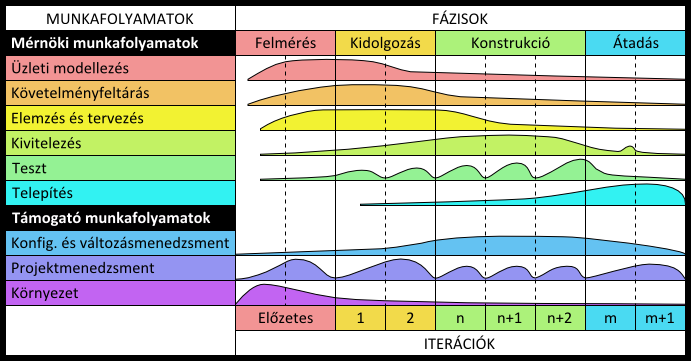 MUNKAFOLYAMATOK FÁZISOK
Mérnöki munkafolyamatok Felmérés Kidolgozás Konstrukció Átadás
Üzleti modellezés
Követelményfeltárás
Elemzés és tervezés
Kivitelezés
Teszt
Telepítés
Támogató munkafolyamatok
Konfig. és változásmenedzsment
Projektmenedzsment
Környezet
Előzetes 1 2 n n+1 n+2 m m+1
ITERÁCIÓK